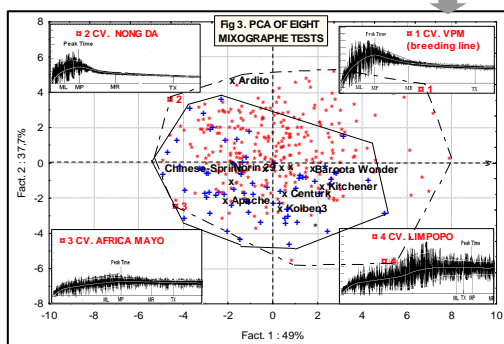 Fig 3. PCA OF EIGHT
MIXOGRAPHE TESTS
¤ 2 CV. NONG DA
Peak Time
ML MP MR TX
¤ 1 CV. VPM
(breeding line)
Peak Time
ML MP MR TX
8
6
4
2
0
-2
-4
-6
-8
Fact. 2 : 37.7%
x Ardito
¤ 2
¤ 1
Chinese Spring
Norin 29
x Baroota Wonder
x Kitchener
x Centurk
x Apache
x Kolben3
¤ 3
¤ 4
¤ 3 CV. AFRICA MAYO
Peak Time
ML MP MR TX
¤ 4 CV. LIMPOPO
Peak Time
ML TX MP MR
-10 -8 -6 -4 -2 0 2 4 6 8 10
Fact. 1 : 49%